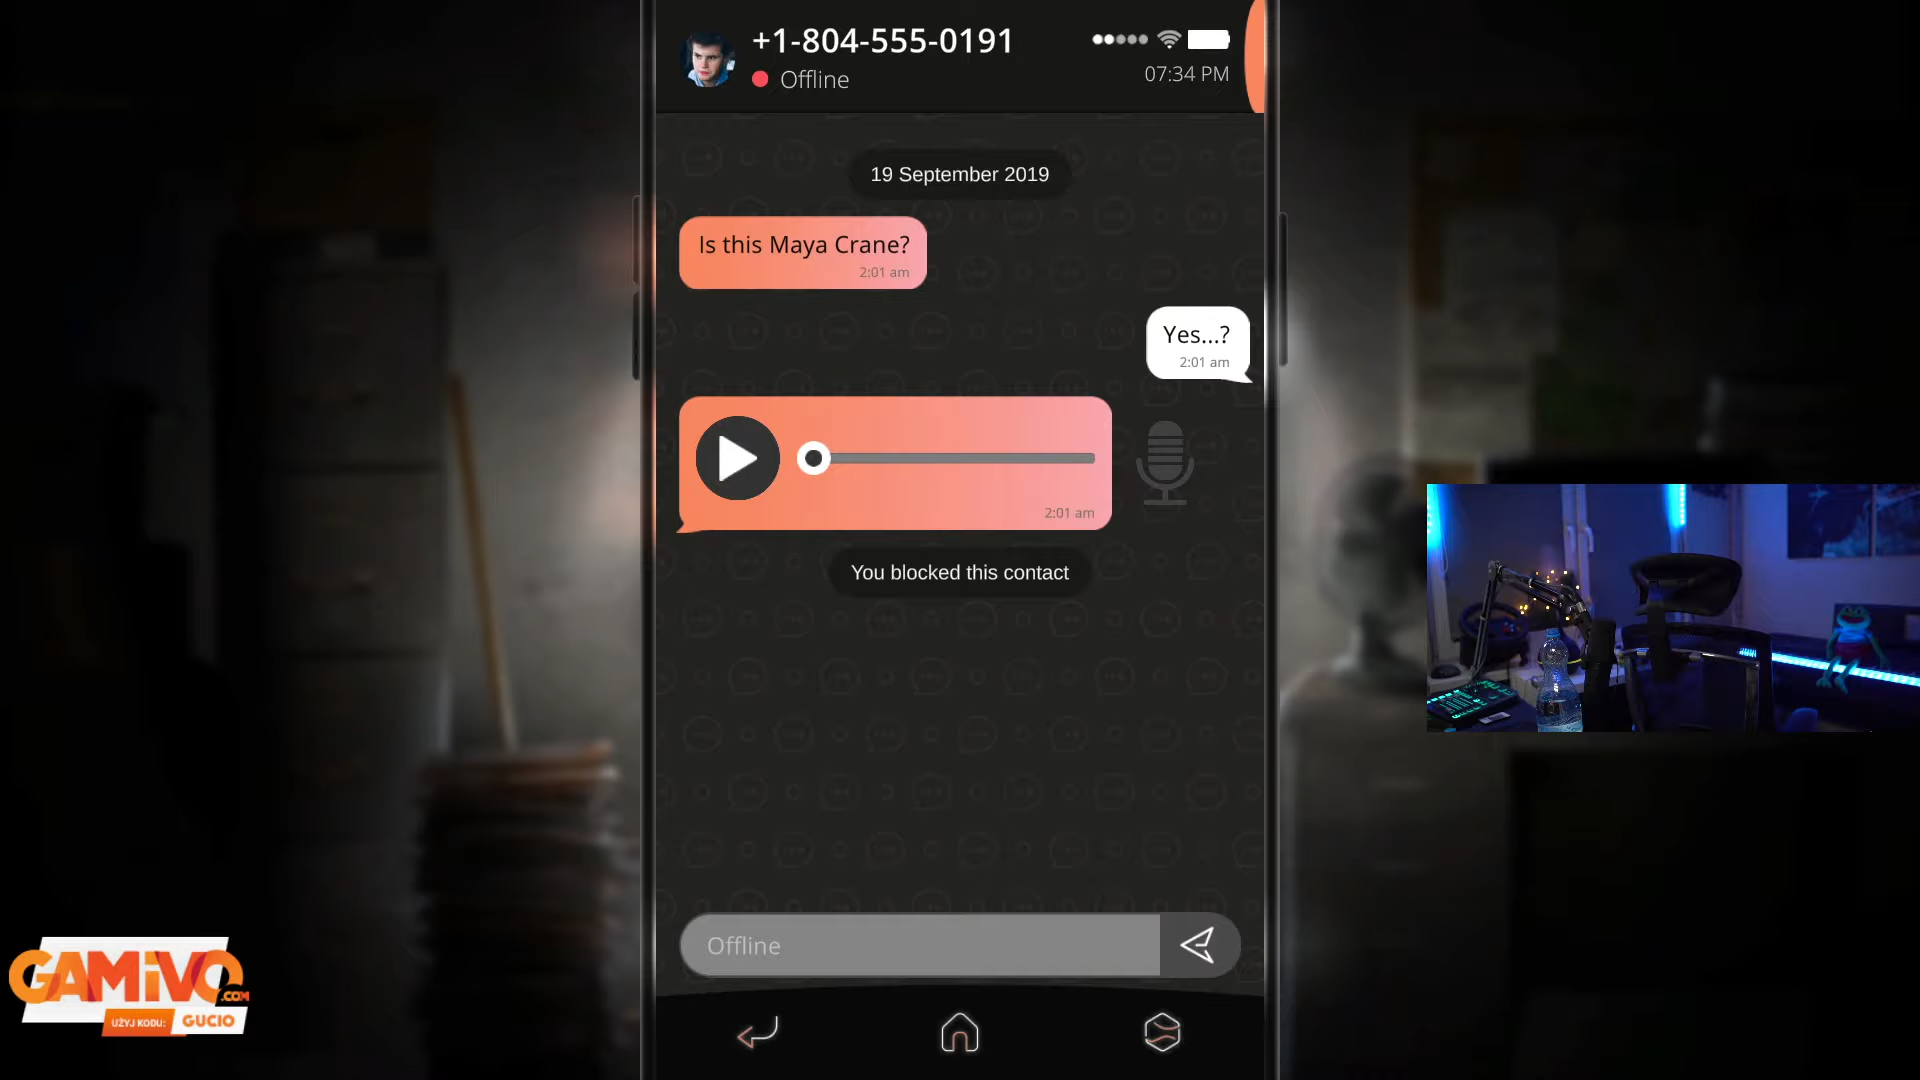 +1-804-555-0191
Offline
07:34 PM
19 September 2019
Is this Maya Crane?
2:01 am
Yes...?
2:01 am
2:01 am
You blocked this contact
Offline
GAMIVO.COM
UŻYJ KODU: GUCIO